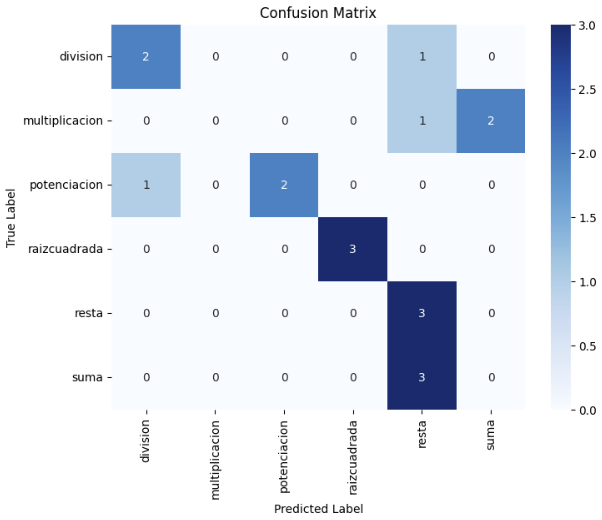 Confusion Matrix
True Label
division 2 0 0 0 1 0
multiplicacion 0 0 0 0 1 2
potenciacion 1 0 2 0 0 0
raizcuadrada 0 0 0 3 0 0
resta 0 0 0 0 3 0
suma 0 0 0 0 3 0
division multiplicacion potenciacion raizcuadrada resta suma
Predicted Label
3.0
2.5
2.0
1.5
1.0
0.5
0.0